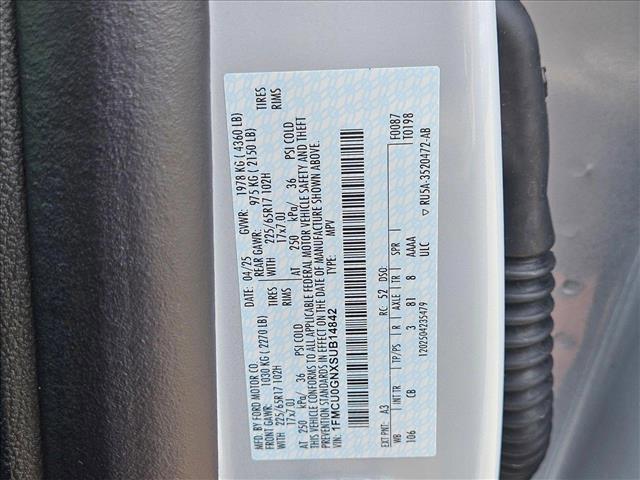 MFD. BY FORD MOTOR CO.
DATE: 04/25 GVWR: 1978 KG ( 4360 LB)
FRONT GAWR: 1030 KG ( 2270 LB) REAR GAWR: 975 KG ( 2150 LB)
WITH TIRES WITH TIRES
225/65R17 102H RIMS 225/65R17 102H RIMS
17x7.0J 17x7.0J
AT 250 kPa/ 36 PSI COLD AT 250 kPa/ 36 PSI COLD
THIS VEHICLE CONFORMS TO ALL APPLICABLE FEDERAL MOTOR VEHICLE SAFETY AND THEFT
PREVENTION STANDARDS IN EFFECT ON THE DATE OF MANUFACTURE SHOWN ABOVE.
VIN: 1FMCU0GNXSUB14842 TYPE: MPV
EXT PNT: A3 RC: 52 DSO: F0087
WB INT TR TP/PS R AXLE TR SPR T0198
106 CB 3 81 8 AAAA
ULC
1202504235479 RU5A-3520472-AB